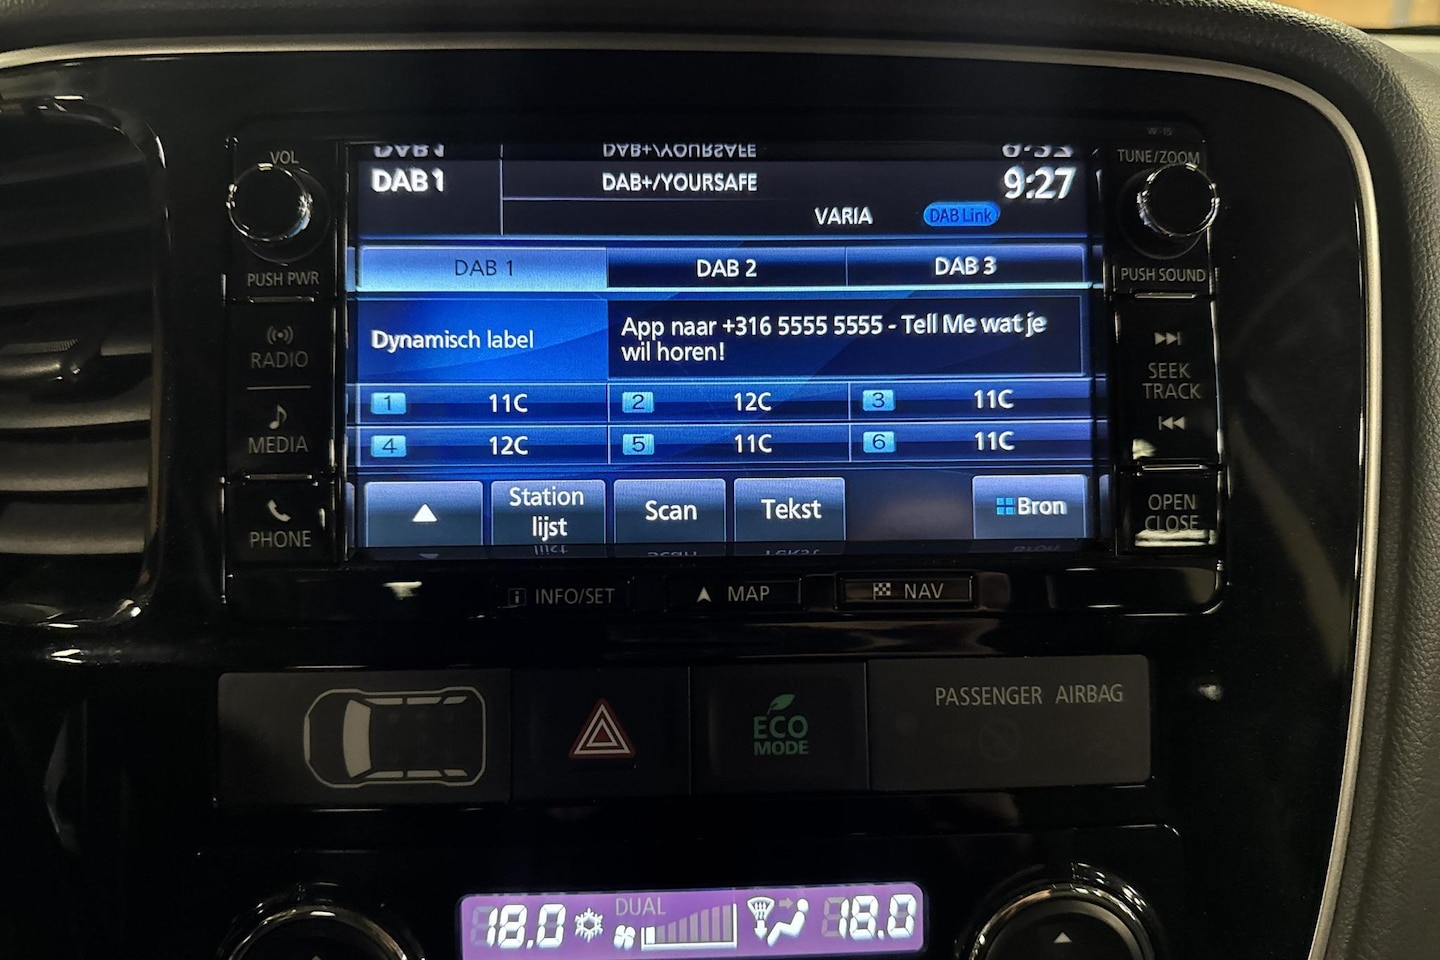 W-15
VOL
TUNE/ZOOM
DAB 1
DAB+/YOURSAFE
9:27
VARIA
DAB Link
PUSH PWR
DAB 1
DAB 2
DAB 3
PUSH SOUND
RADIO
Dynamisch label
App naar +316 5555 5555 - Tell Me wat je
wil horen!
SEEK
TRACK
1 11C
2 12C
3 11C
MEDIA
4 12C
5 11C
6 11C
PHONE
Station
lijst
Scan
Tekst
Bron
OPEN
CLOSE
INFO/SET
MAP
NAV
ECO
MODE
PASSENGER AIRBAG
18.0
DUAL
18.0